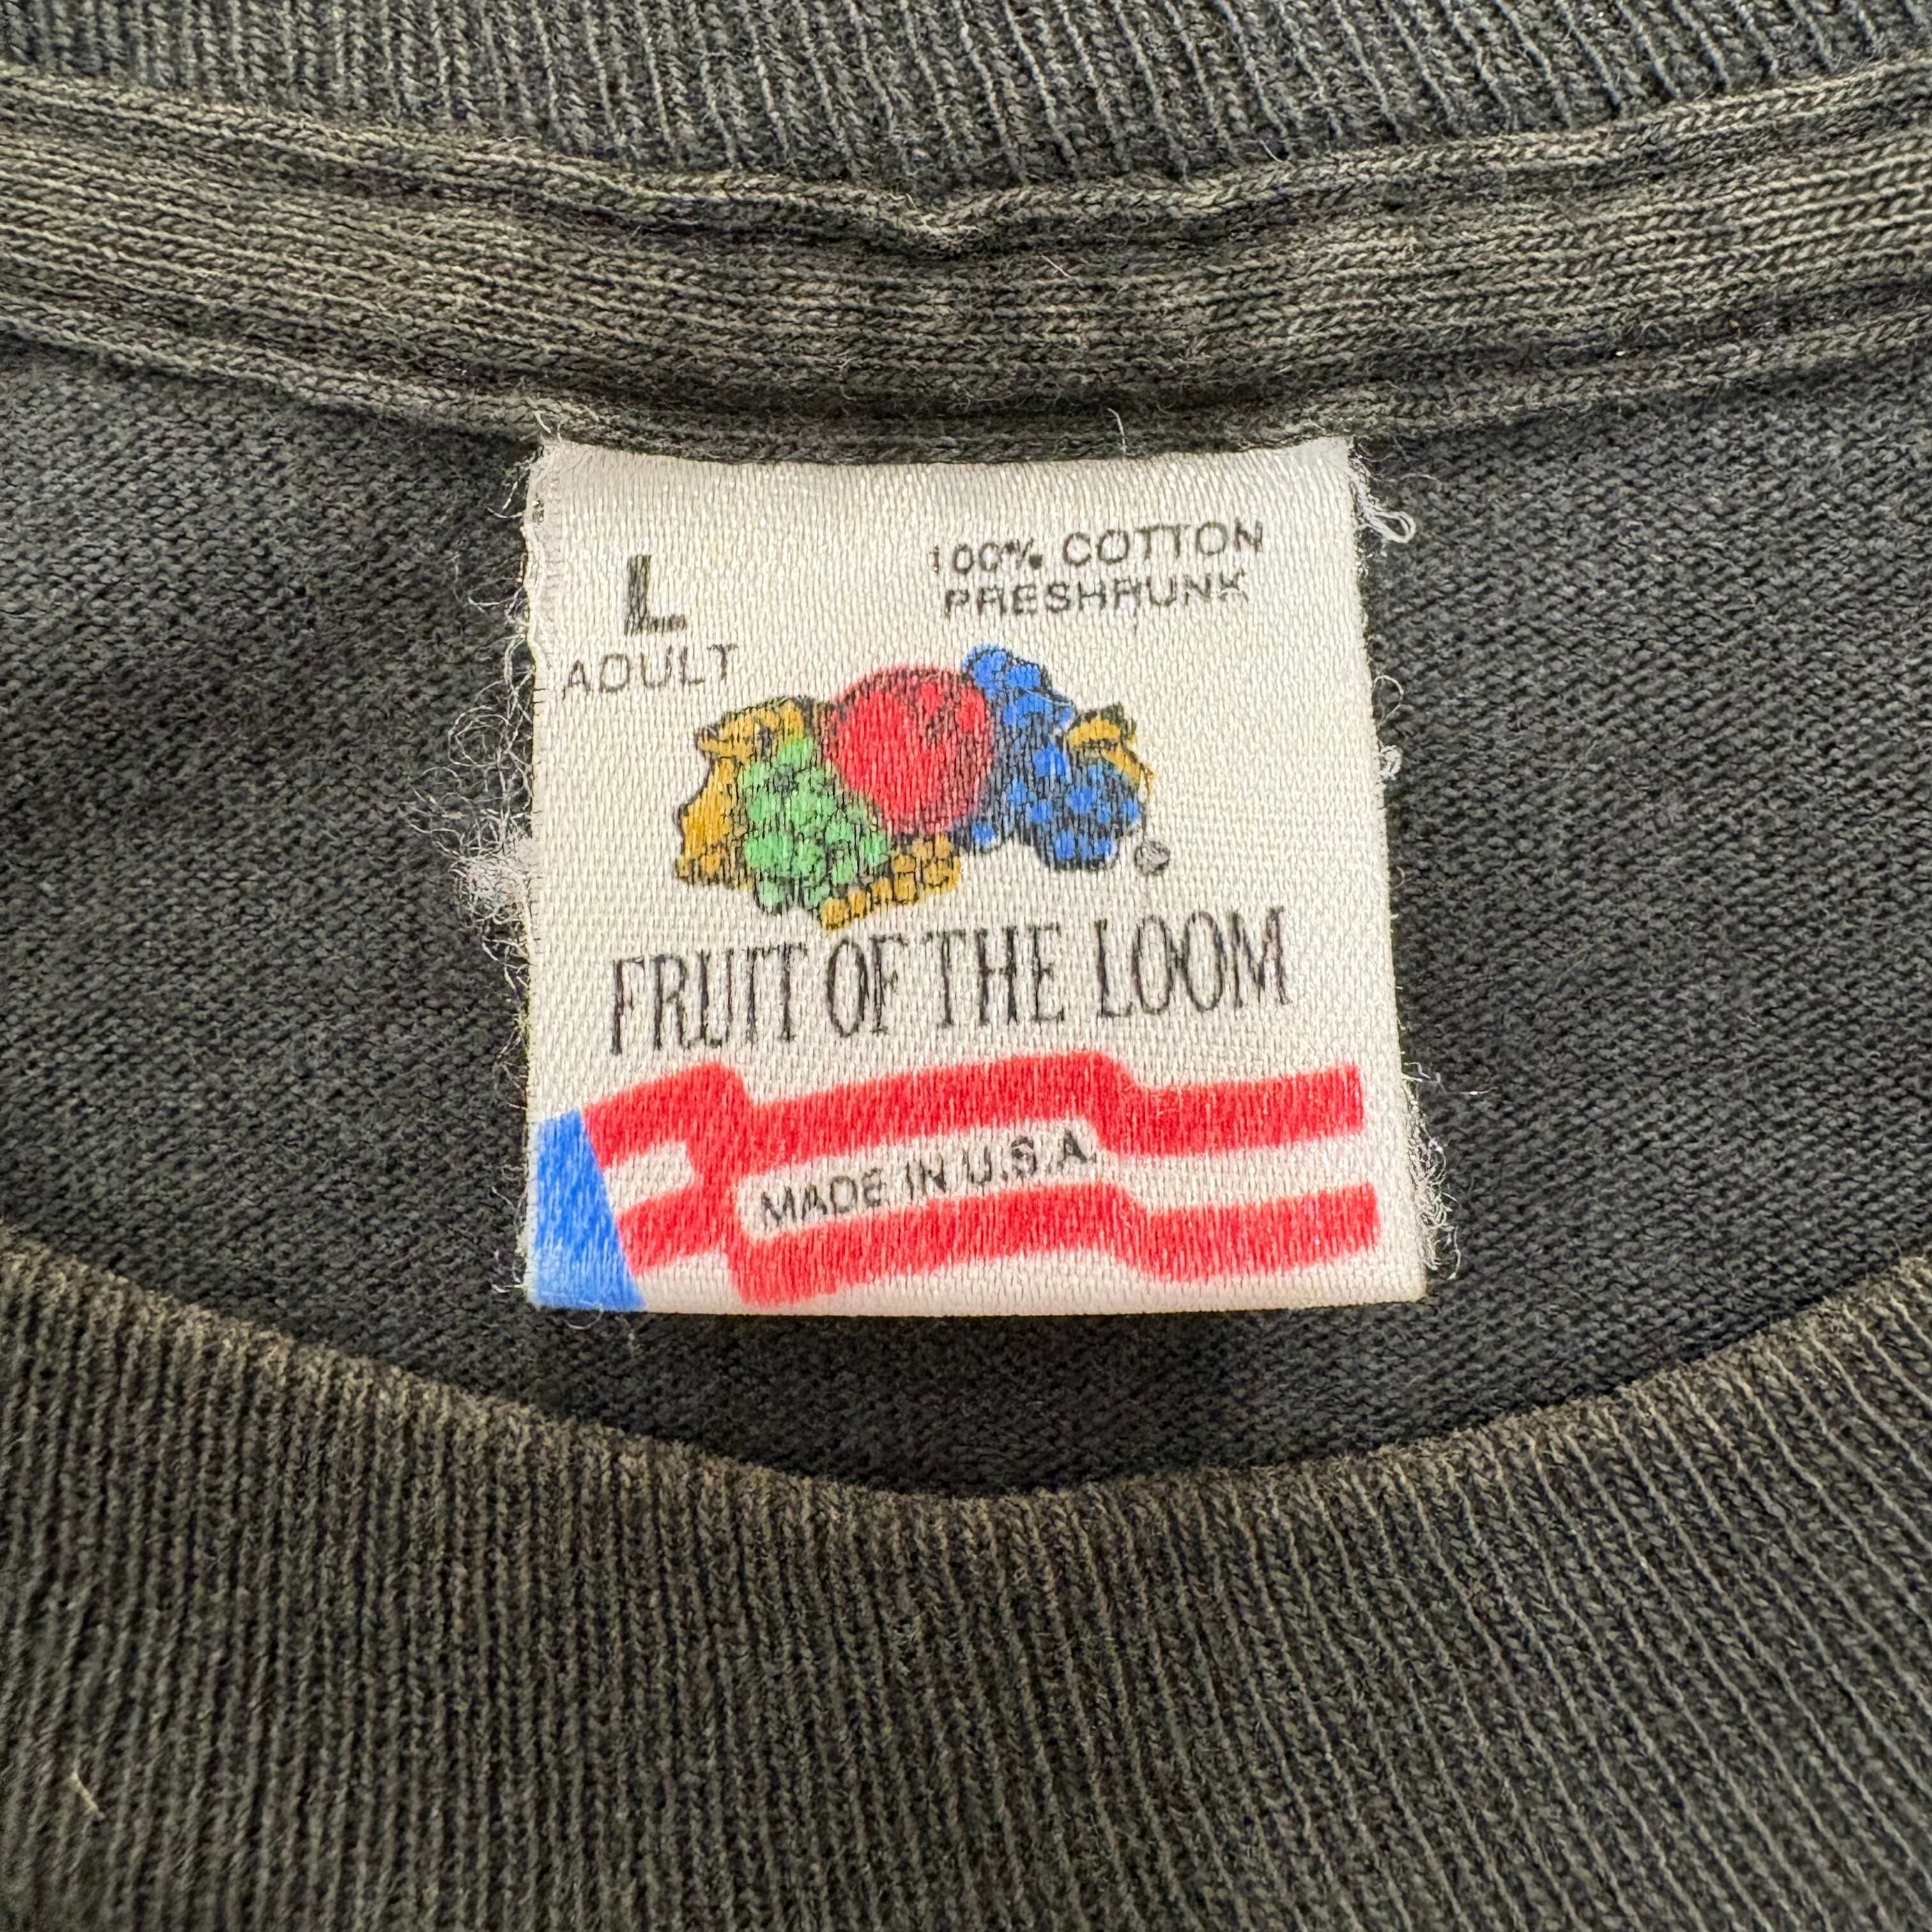 L
ADULT
100% COTTON
PRESHRUNK
®
FRUIT OF THE LOOM
MADE IN U.S.A.